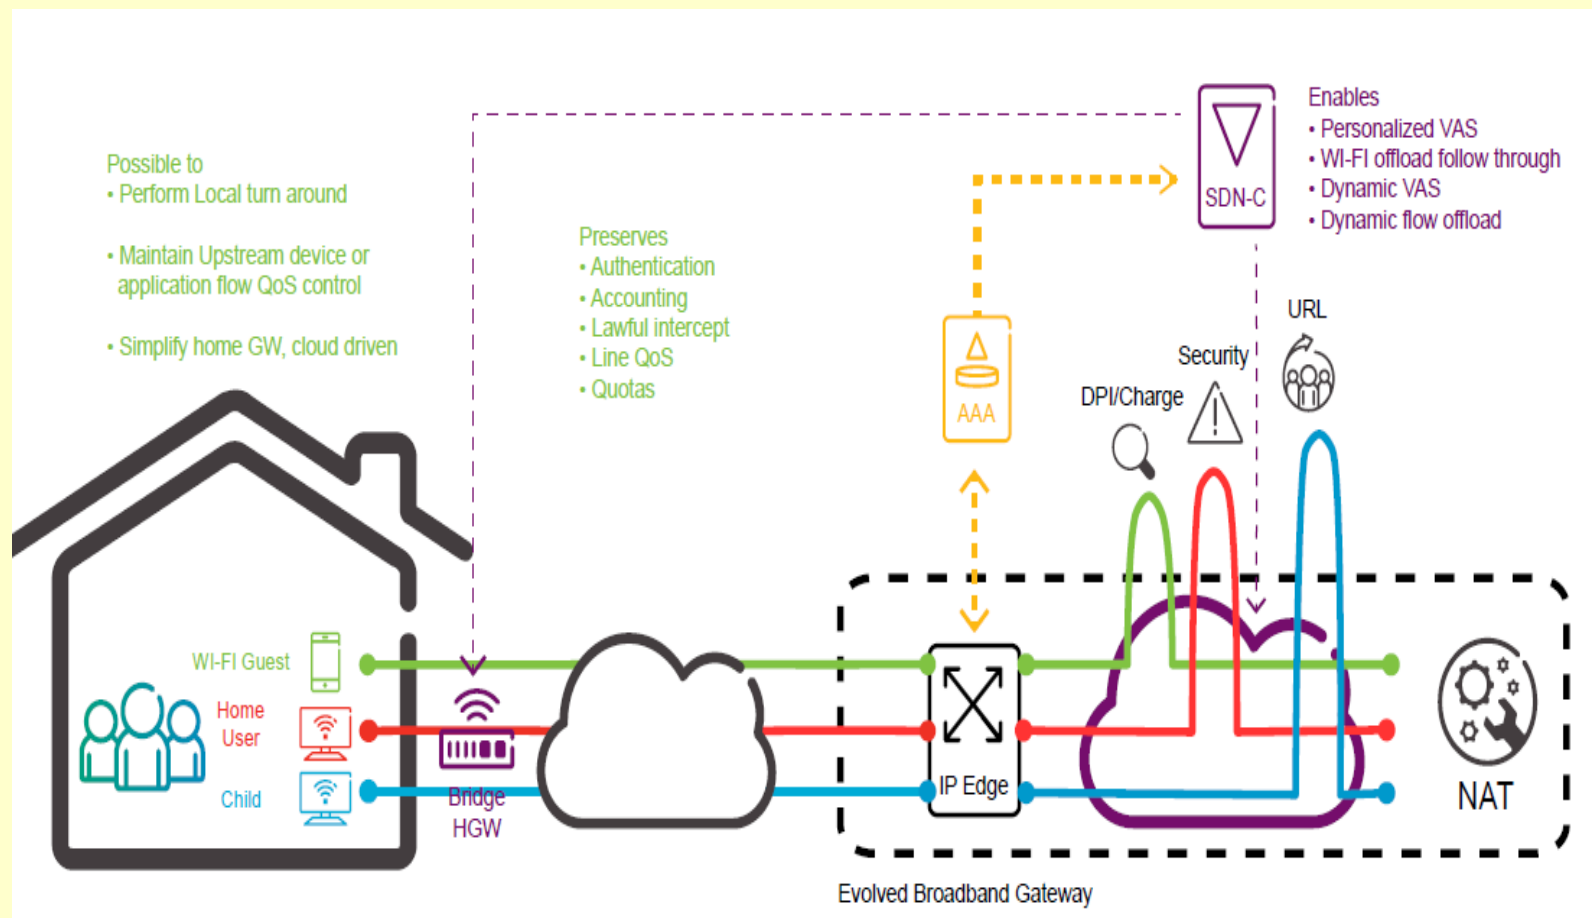 Possible to
• Perform Local turn around
• Maintain Upstream device or
application flow QoS control
• Simplify home GW, cloud driven
Preserves
• Authentication
• Accounting
• Lawful intercept
• Line QoS
• Quotas
SDN-C
Enables
• Personalized VAS
• WI-FI offload follow through
• Dynamic VAS
• Dynamic flow offload
AAA
DPI/Charge
Security
URL
WI-FI Guest
Home
User
Child
Bridge
HGW
IP Edge
NAT
Evolved Broadband Gateway